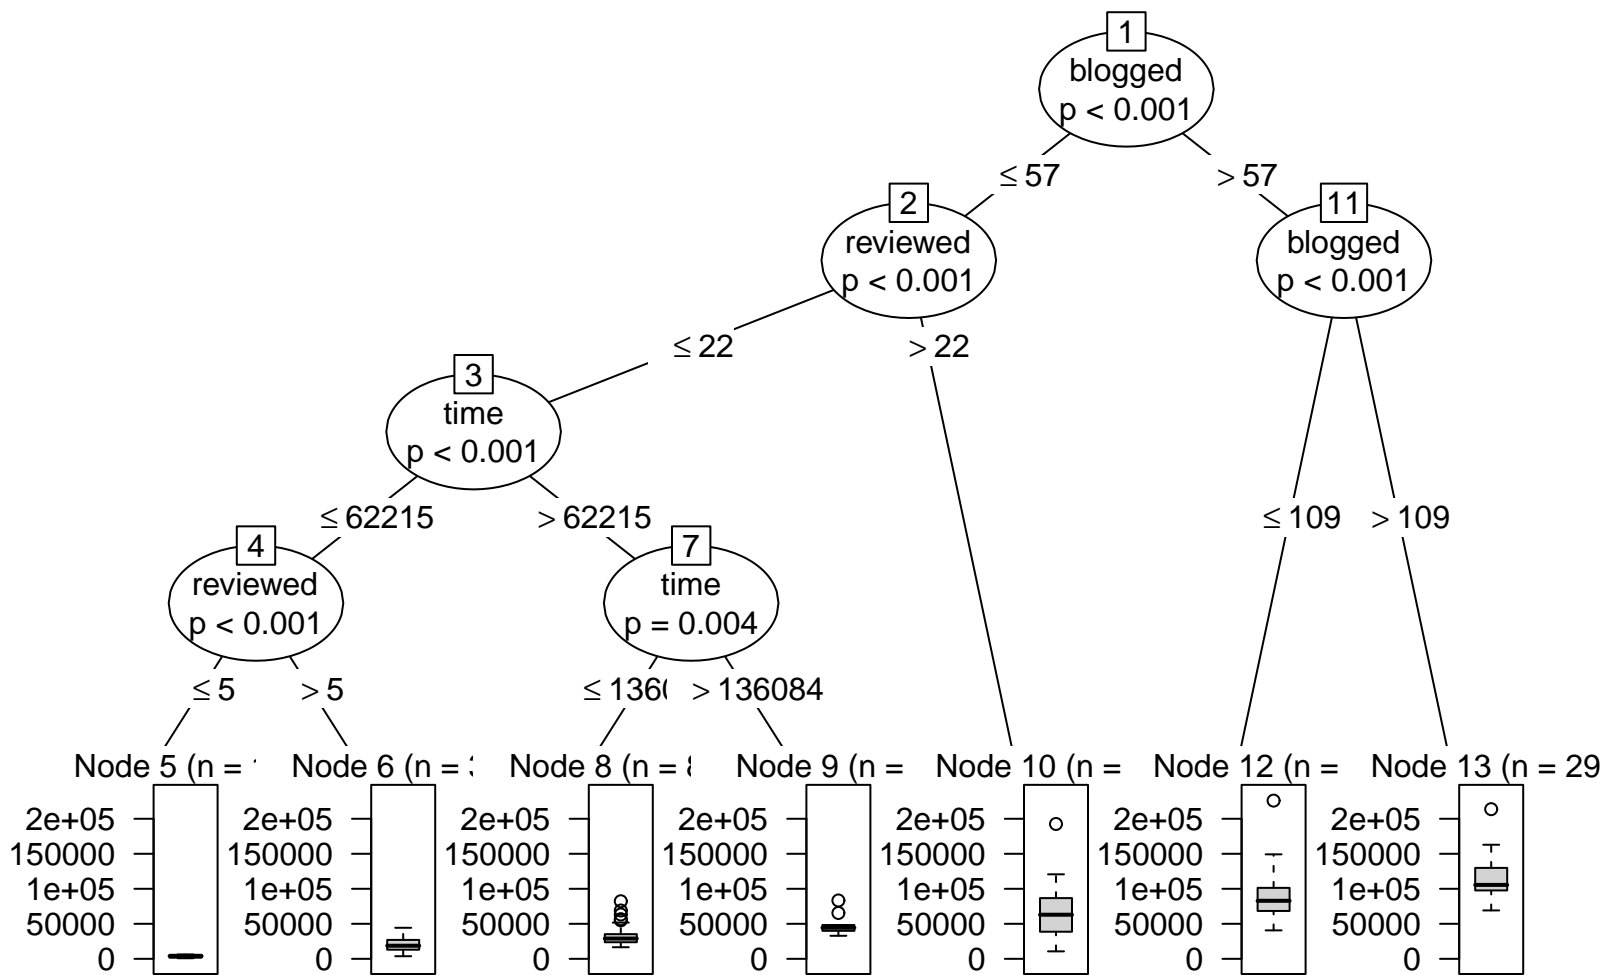 1
blogged
p < 0.001
≤ 57
> 57
2
reviewed
p < 0.001
11
blogged
p < 0.001
≤ 22
> 22
3
time
p < 0.001
≤ 62215
> 62215
≤ 109
> 109
4
reviewed
p < 0.001
7
time
p = 0.004
≤ 5
> 5
≤ 136
> 136084
Node 5 (n =
Node 6 (n =
Node 8 (n =
Node 9 (n =
Node 10 (n =
Node 12 (n =
Node 13 (n = 29
2e+05
150000
1e+05
50000
0
2e+05
150000
1e+05
50000
0
2e+05
150000
1e+05
50000
0
2e+05
150000
1e+05
50000
0
2e+05
150000
1e+05
50000
0
2e+05
150000
1e+05
50000
0
2e+05
150000
1e+05
50000
0